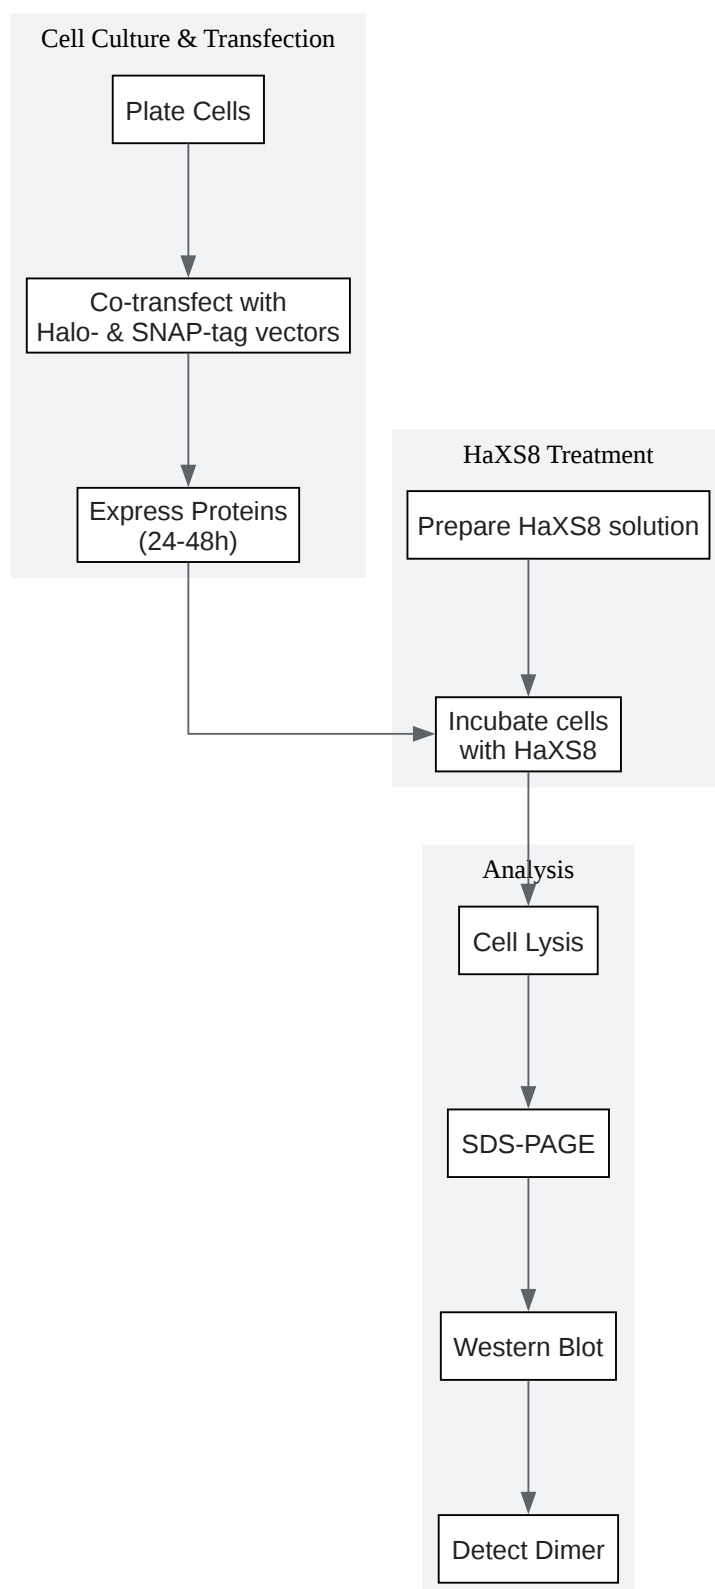 Cell Culture & Transfection
Plate Cells
Co-transfect with
Halo- & SNAP-tag vectors
Express Proteins
(24-48h)
HaXS8 Treatment
Prepare HaXS8 solution
Incubate cells
with HaXS8
Analysis
Cell Lysis
SDS-PAGE
Western Blot
Detect Dimer